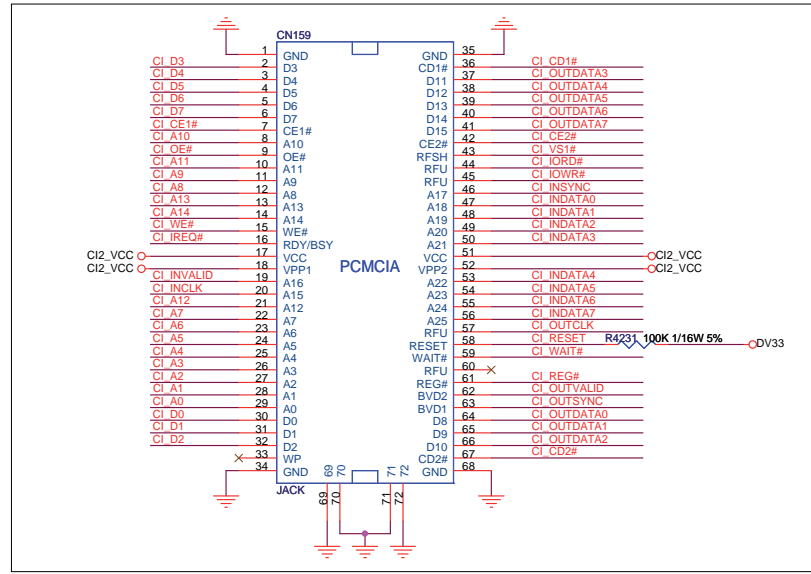 CN159
1 GND GND 35
CI_D3 2 D3 CD1# 36 CI_CD1#
CI_D4 3 D4 D11 37 CI_OUTDATA3
CI_D5 4 D5 D12 38 CI_OUTDATA4
CI_D6 5 D6 D13 39 CI_OUTDATA5
CI_D7 6 D7 D14 40 CI_OUTDATA6
CI_CE1# 7 CE1# D15 41 CI_OUTDATA7
CI_A10 8 A10 CE2# 42 CI_CE2#
CI_OE# 9 OE# RFSH 43 CI_VS1#
CI_A11 10 A11 RFU 44 CI_IORD#
CI_A9 11 A9 RFU 45 CI_IOWR#
CI_A8 12 A8 A17 46 CI_INSYNC
CI_A13 13 A13 A18 47 CI_INDATA0
CI_A14 14 A14 A19 48 CI_INDATA1
CI_WE# 15 WE# A20 49 CI_INDATA2
CI_IREQ# 16 RDY/BSY A21 50 CI_INDATA3
CI2_VCC 17 VCC VCC 51 CI2_VCC
CI2_VCC 18 VPP1 PCMCIA VPP2 52 CI2_VCC
CI_INVALID 19 A16 A22 53 CI_INDATA4
CI_INCLK 20 A15 A23 54 CI_INDATA5
CI_A12 21 A12 A24 55 CI_INDATA6
CI_A7 22 A7 A25 56 CI_INDATA7
CI_A6 23 A6 RFU 57 CI_OUTCLK
CI_A5 24 A5 RESET 58 CI_RESET R4231 100K 1/16W 5% DV33
CI_A4 25 A4 WAIT# 59 CI_WAIT#
CI_A3 26 A3 RFU 60
CI_A2 27 A2 REG# 61 CI_REG#
CI_A1 28 A1 BVD2 62 CI_OUTVALID
CI_A0 29 A0 BVD1 63 CI_OUTSYNC
CI_D0 30 D0 D8 64 CI_OUTDATA0
CI_D1 31 D1 D9 65 CI_OUTDATA1
CI_D2 32 D2 D10 66 CI_OUTDATA2
33 WP CD2# 67 CI_CD2#
34 GND GND 68
69 70 71 72
JACK
69 70 71 72